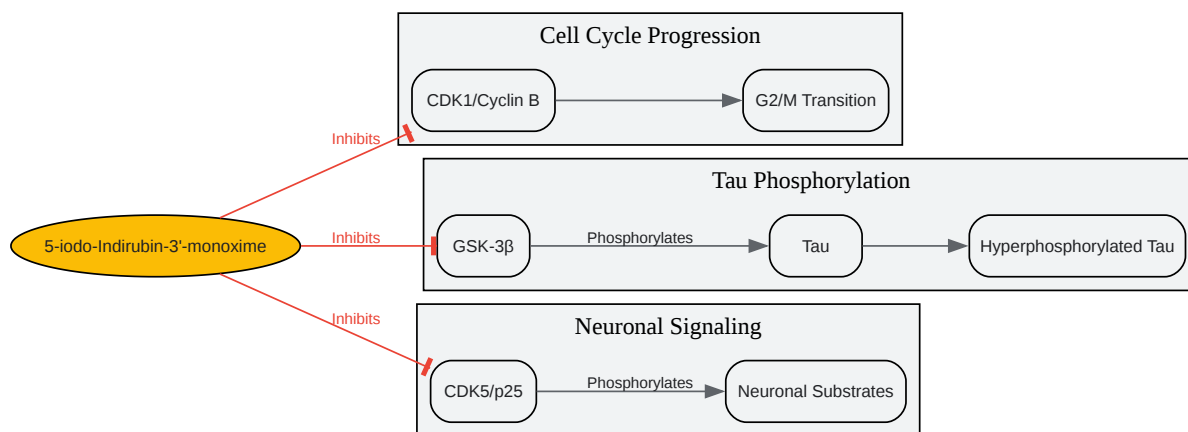 Cell Cycle Progression
CDK1/Cyclin B
G2/M Transition
Inhibits
Tau Phosphorylation
5-iodo-Indirubin-3'-monoxime
Inhibits
GSK-3β
Phosphorylates
Tau
Hyperphosphorylated Tau
Inhibits
Neuronal Signaling
CDK5/p25
Phosphorylates
Neuronal Substrates